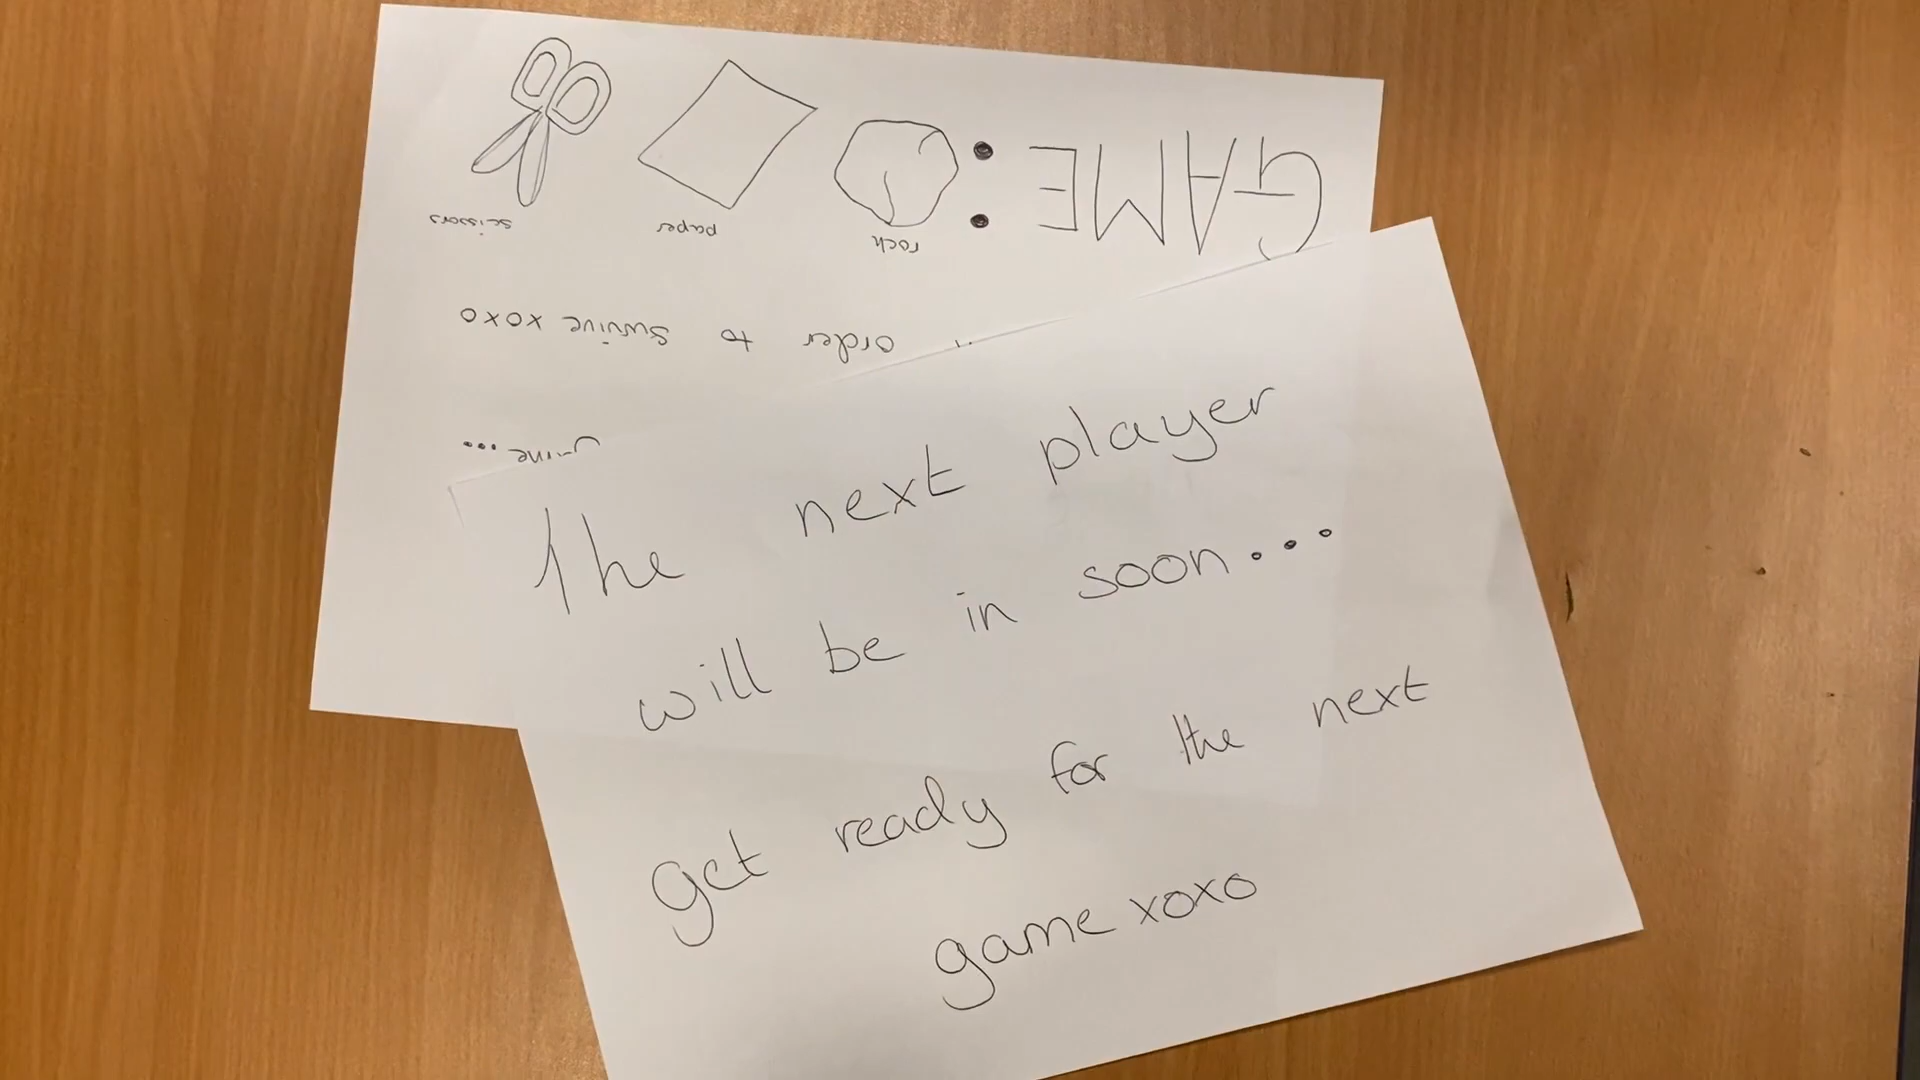 The next player
will be in soon...
get ready for the next
game xoxo
GAME:
rock paper scissors
order to survive xoxo